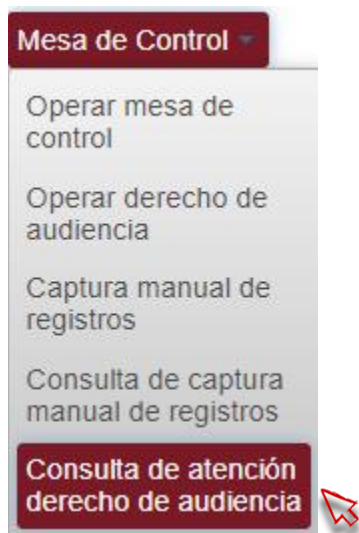 Mesa de Control
Operar mesa de
control
Operar derecho de
audiencia
Captura manual de
registros
Consulta de captura
manual de registros
Consulta de atención
derecho de audiencia